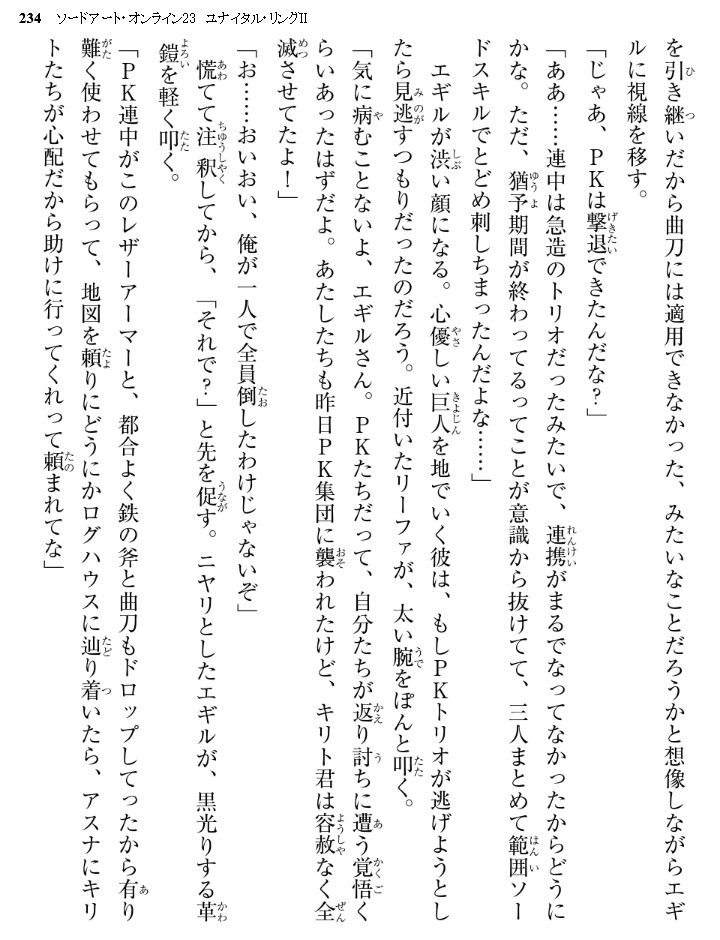 234 ソードアート・オンライン23 ユナイタル・リングⅡ
を引き継いだから曲刀には適用できなかった、みたいなことだろうかと想像しながらエギ
ルに視線を移す。
「じゃあ、ＰＫは撃退できたんだな？」
「ああ……連中は急造のトリオだったみたいで、連携がまるでなってなかったからどうに
かな。ただ、猶予期間が終わってるってことが意識から抜けてて、三人まとめて範囲ソー
ドスキルでとどめ刺しちまったんだよな……」
エギルが渋い顔になる。心優しい巨人を地でいく彼は、もしＰＫトリオが逃げようとし
たら見逃すつもりだったのだろう。近付いたリーファが、太い腕をぽんと叩く。
「気に病むことないよ、エギルさん。ＰＫたちだって、自分たちが返り討ちに遭う覚悟く
らいあったはずだよ。あたしたちも昨日ＰＫ集団に襲われたけど、キリト君は容赦なく全
滅させてたよ！」
「お……おいおい、俺が一人で全員倒したわけじゃないぞ」
慌てて注釈してから、「それで？」と先を促す。ニヤリとしたエギルが、黒光りする革
鎧を軽く叩く。
「ＰＫ連中がこのレザーアーマーと、都合よく鉄の斧と曲刀もドロップしてったから有り
難く使わせてもらって、地図を頼りにどうにかログハウスに辿り着いたら、アスナにキリ
トたちが心配だから助けに行ってくれって頼まれてな」